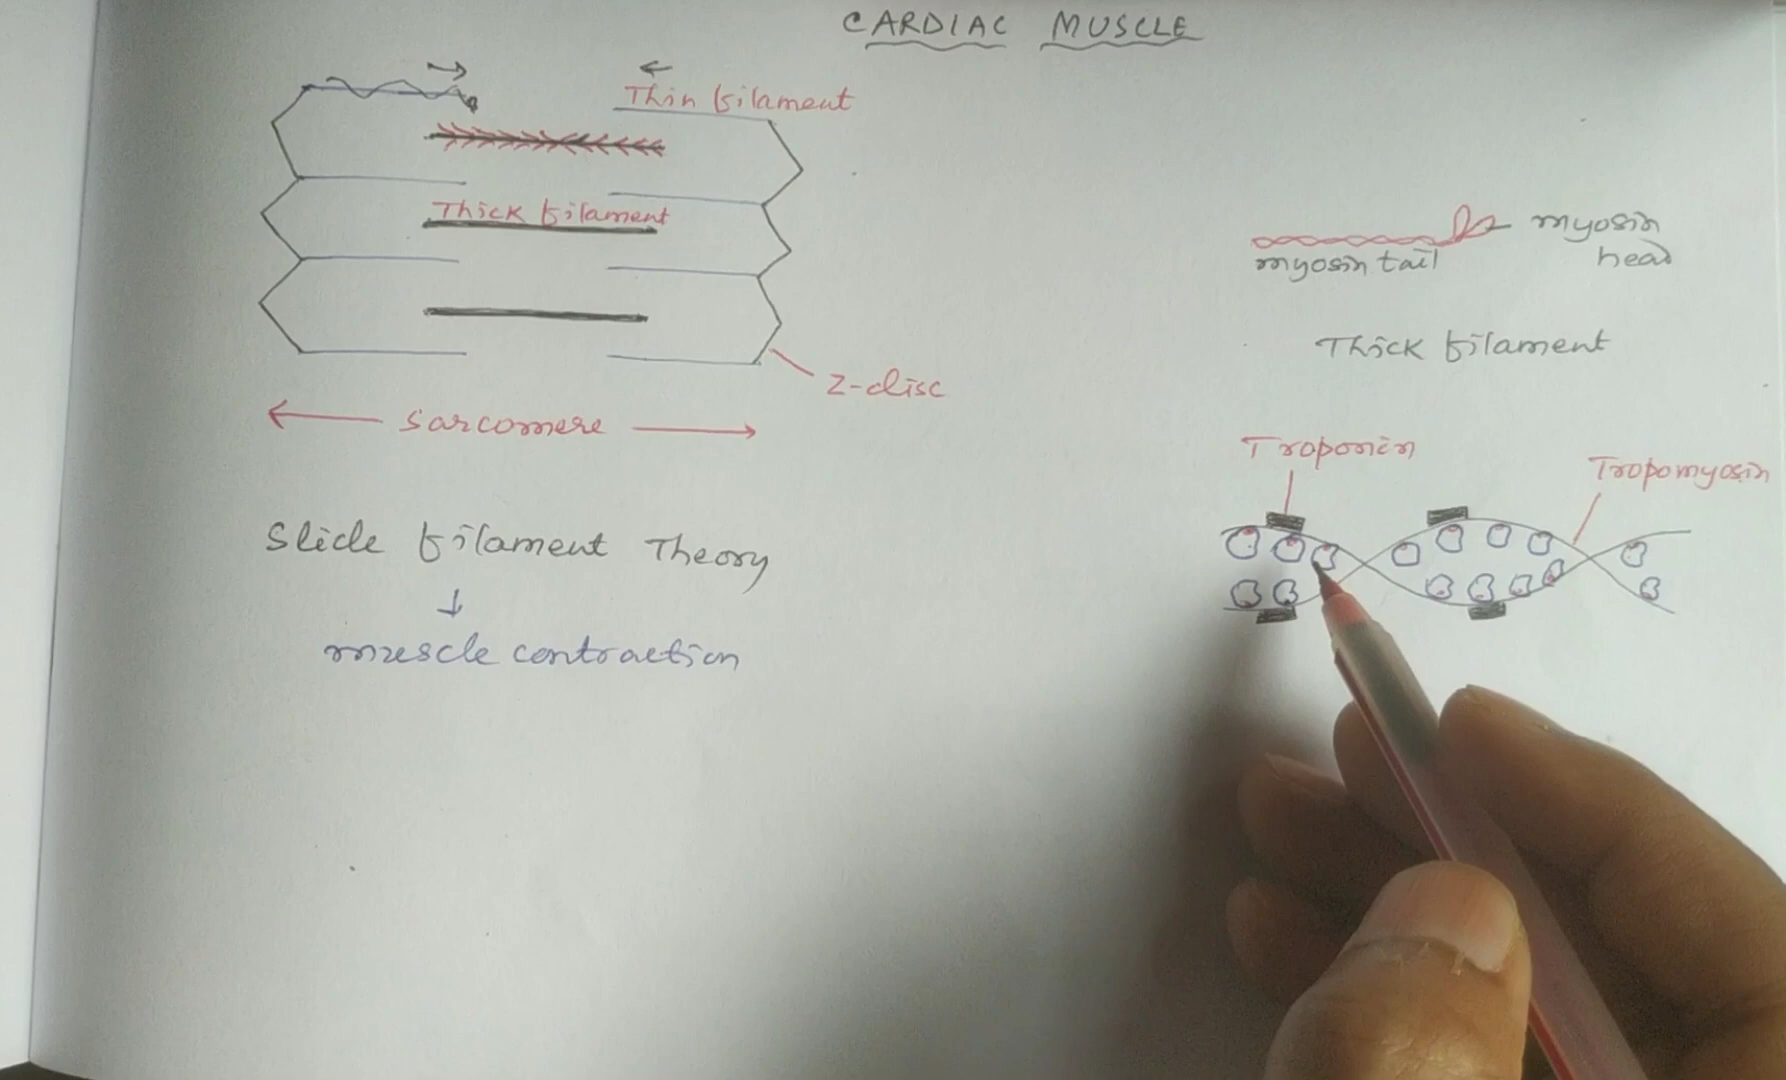 CARDIAC MUSCLE
Thin filament
Thick filament
Z-disc
Sarcomere
Slide filament Theory
muscle contraction
myosin
head
myosin tail
Thick filament
Troponin
Tropomyosin